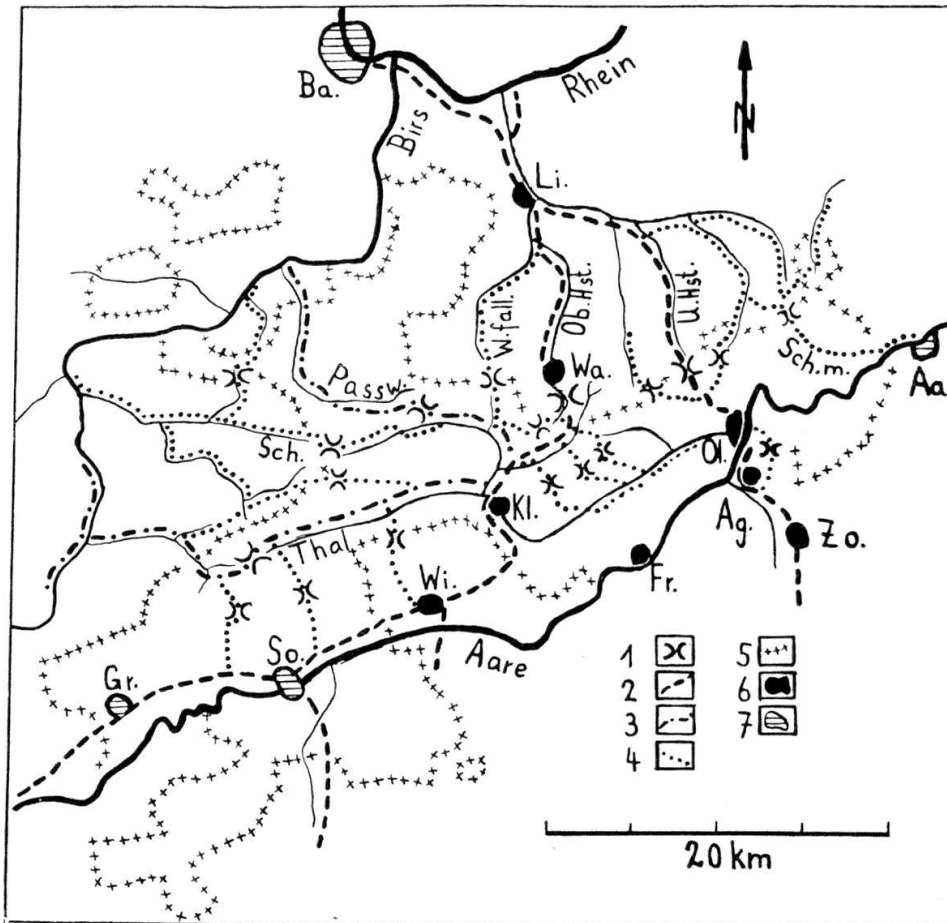 Ba.
Rhein
N
Birs
Li.
W.fall.
Ob.Hst.
U.Hst.
Wa.
Sch.m.
Aa.
Passw.
Sch.
Ol.
Kl.
Ag.
Zo.
Thal.
Wi.
Fr.
So.
Aare
Gr.
1
2
3
4
5
6
7
20 km